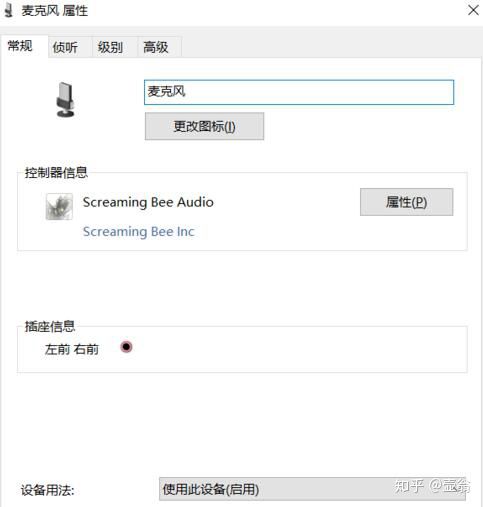 麦克风 属性
常规 侦听 级别 高级
麦克风
更改图标(I)
控制器信息
Screaming Bee Audio
属性(P)
Screaming Bee Inc
插座信息
左前 右前
设备用法:
使用此设备(启用)
知乎 @壶翁